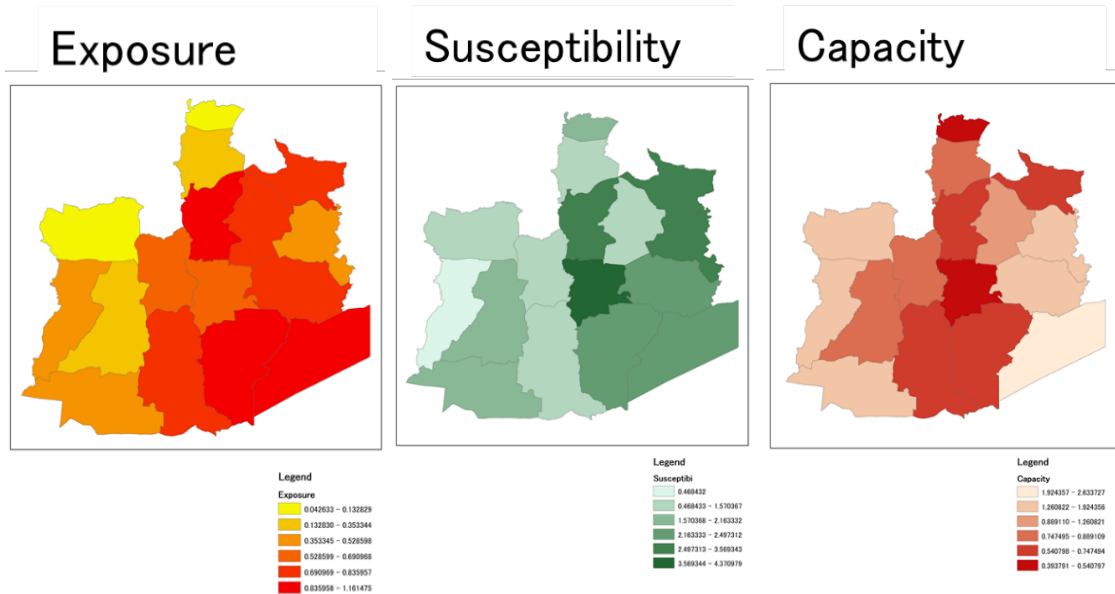 Exposure
Susceptibility
Capacity
Legend
Exposure
0.042633 - 0.132829
0.132830 - 0.353344
0.353345 - 0.528598
0.528599 - 0.690968
0.690969 - 0.835957
0.835958 - 1.161475
Legend
Susceptibi
0.468432
0.468433 - 1.570367
1.570368 - 2.163332
2.163333 - 2.497312
2.497313 - 3.569343
3.569344 - 4.370979
Legend
Capacity
1.924357 - 2.633727
1.260822 - 1.924356
0.889110 - 1.260821
0.747495 - 0.889109
0.540798 - 0.747494
0.393791 - 0.540797